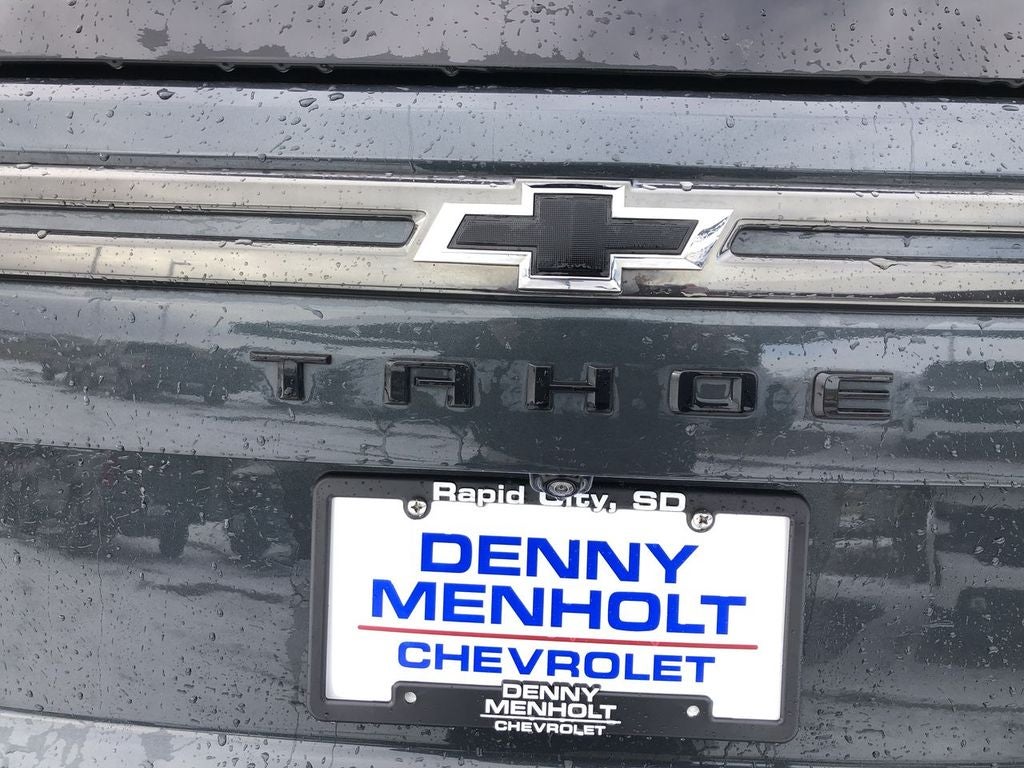 TAHOE
Rapid City, SD
DENNY
MENHOLT
CHEVROLET
DENNY
MENHOLT
CHEVROLET